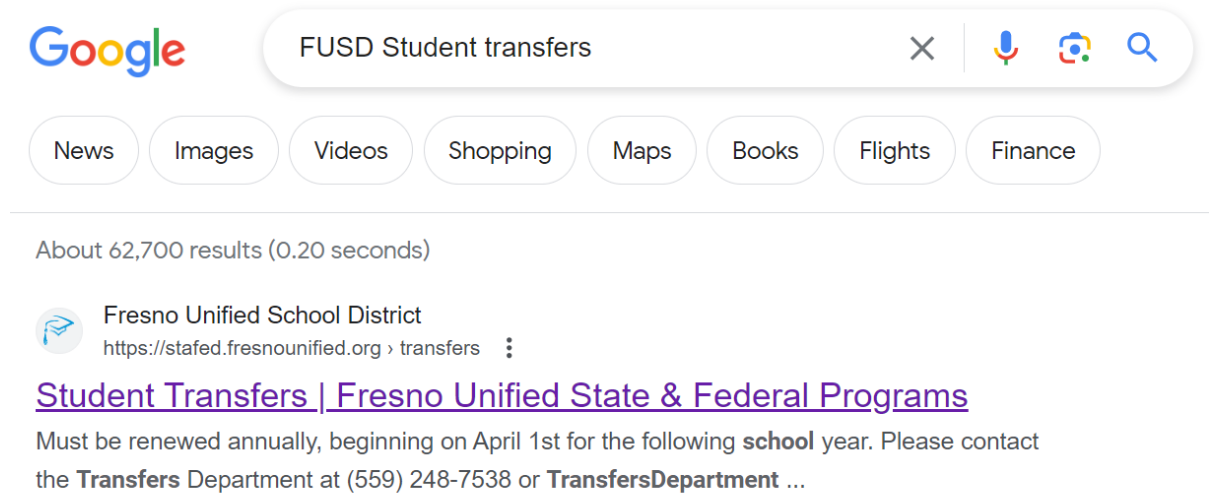 Google
FUSD Student transfers
News Images Videos Shopping Maps Books Flights Finance
About 62,700 results (0.20 seconds)
Fresno Unified School District
https://stafed.fresnounified.org › transfers
Student Transfers | Fresno Unified State & Federal Programs
Must be renewed annually, beginning on April 1st for the following school year. Please contact
the Transfers Department at (559) 248-7538 or TransfersDepartment ...